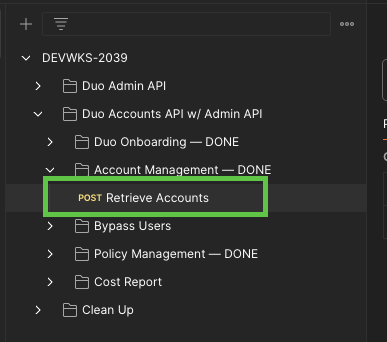 DEVWKS-2039
Duo Admin API
Duo Accounts API w/ Admin API
Duo Onboarding — DONE
Account Management — DONE
POST Retrieve Accounts
Bypass Users
Policy Management — DONE
Cost Report
Clean Up